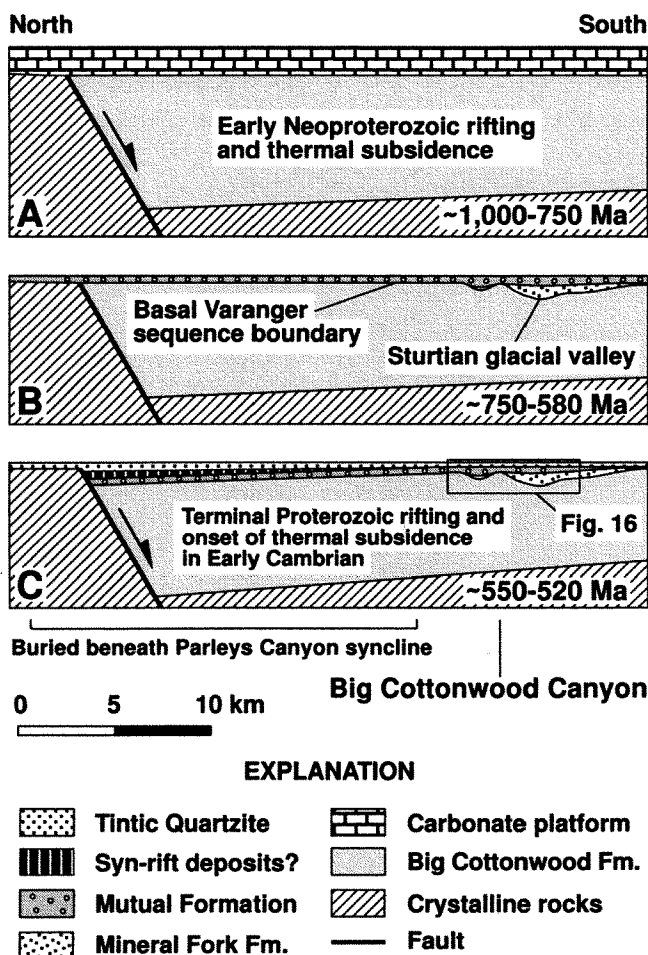 North South
Early Neoproterozoic rifting
and thermal subsidence
A
~1,000-750 Ma
Basal Varanger
sequence boundary
Sturtian glacial valley
B
~750-580 Ma
Terminal Proterozoic rifting and
onset of thermal subsidence
in Early Cambrian
Fig. 16
C
~550-520 Ma
Buried beneath Parleys Canyon syncline
Big Cottonwood Canyon
0 5 10 km
EXPLANATION
Tintic Quartzite
Carbonate platform
Syn-rift deposits?
Big Cottonwood Fm.
Mutual Formation
Crystalline rocks
Mineral Fork Fm.
Fault